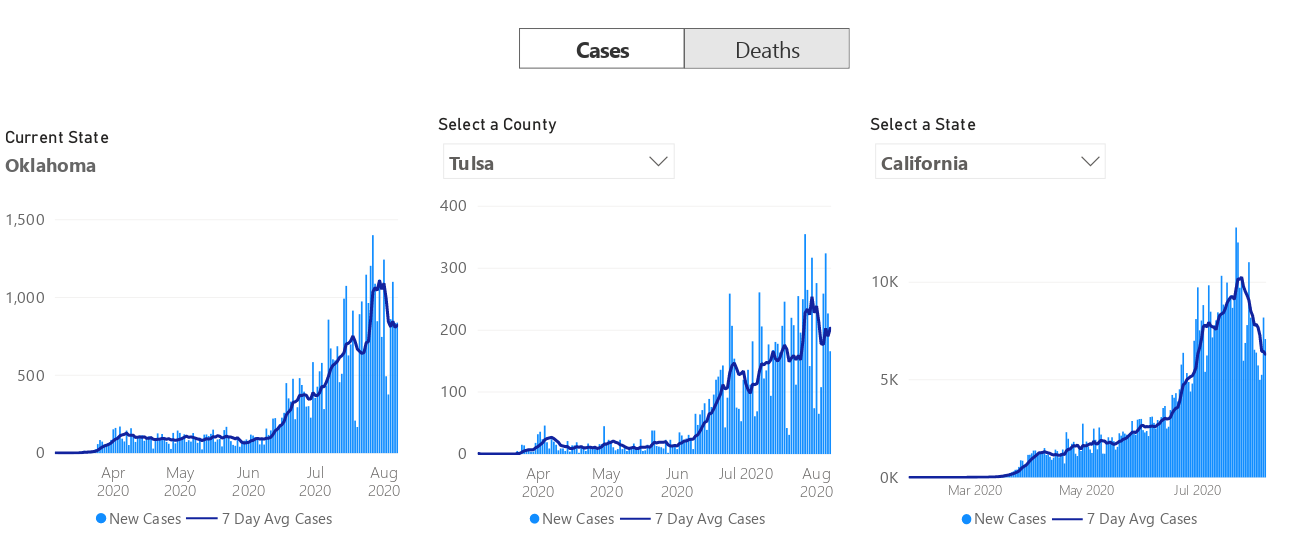 Cases Deaths
Current State
Oklahoma
Select a County
Tulsa
Select a State
California
1,500
1,000
500
0
Apr 2020
May 2020
Jun 2020
Jul 2020
Aug 2020
New Cases 7 Day Avg Cases
400
300
200
100
0
Apr 2020
May 2020
Jun 2020
Jul 2020
Aug 2020
New Cases 7 Day Avg Cases
10K
5K
0K
Mar 2020 May 2020 Jul 2020
New Cases 7 Day Avg Cases